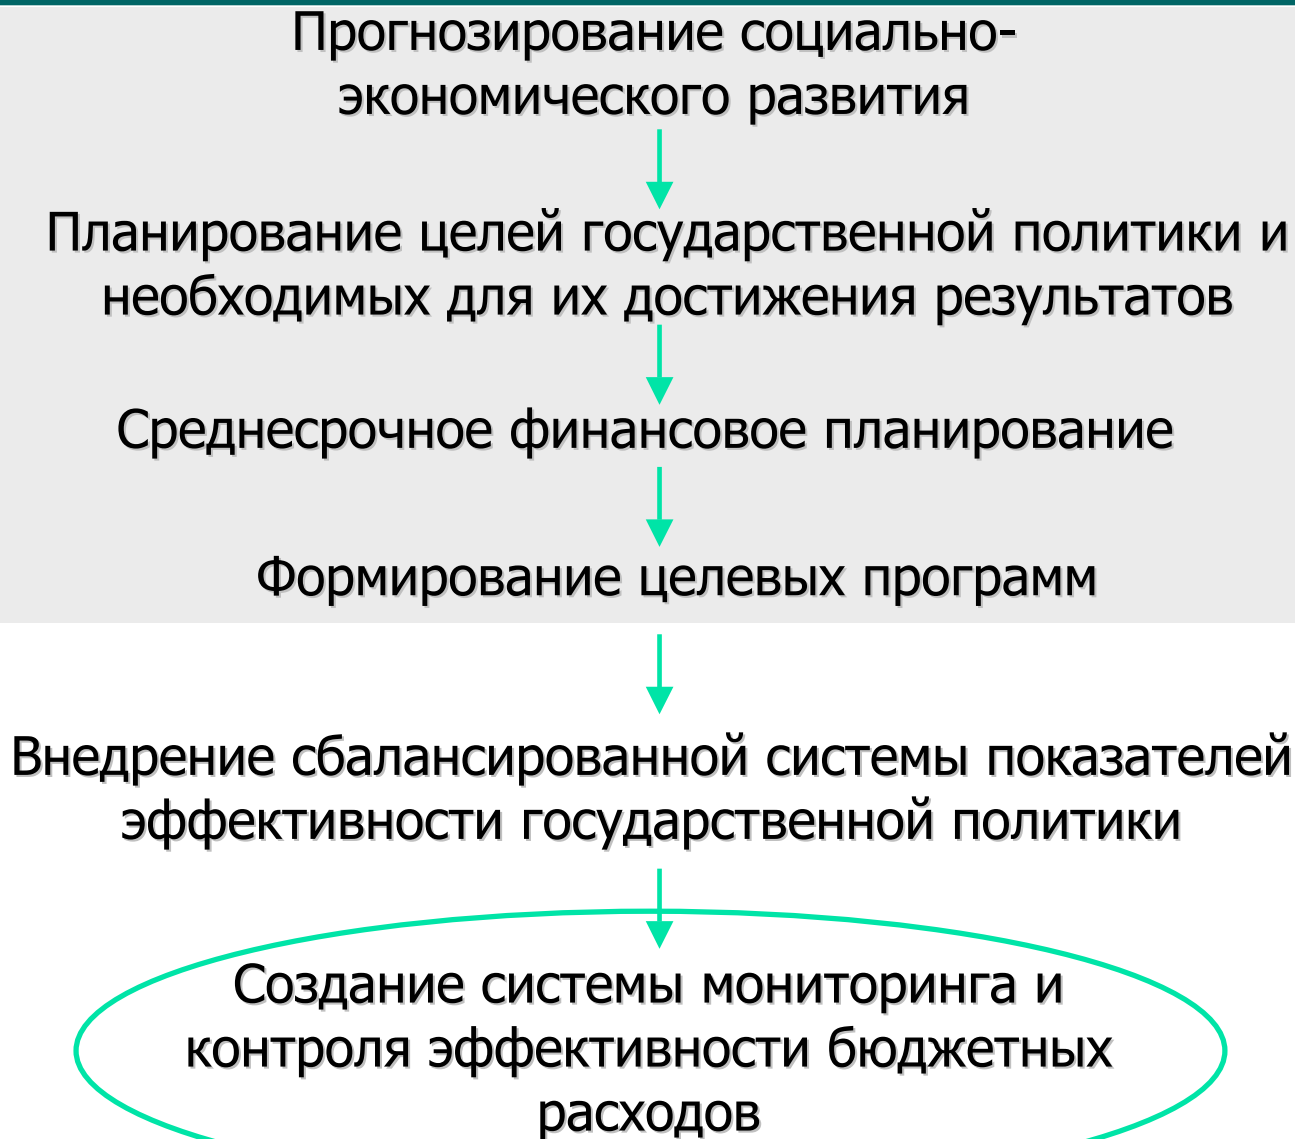 Прогнозирование социально-
экономического развития
Планирование целей государственной политики и
необходимых для их достижения результатов
Среднесрочное финансовое планирование
Формирование целевых программ
Внедрение сбалансированной системы показателей
эффективности государственной политики
Создание системы мониторинга и
контроля эффективности бюджетных
расходов